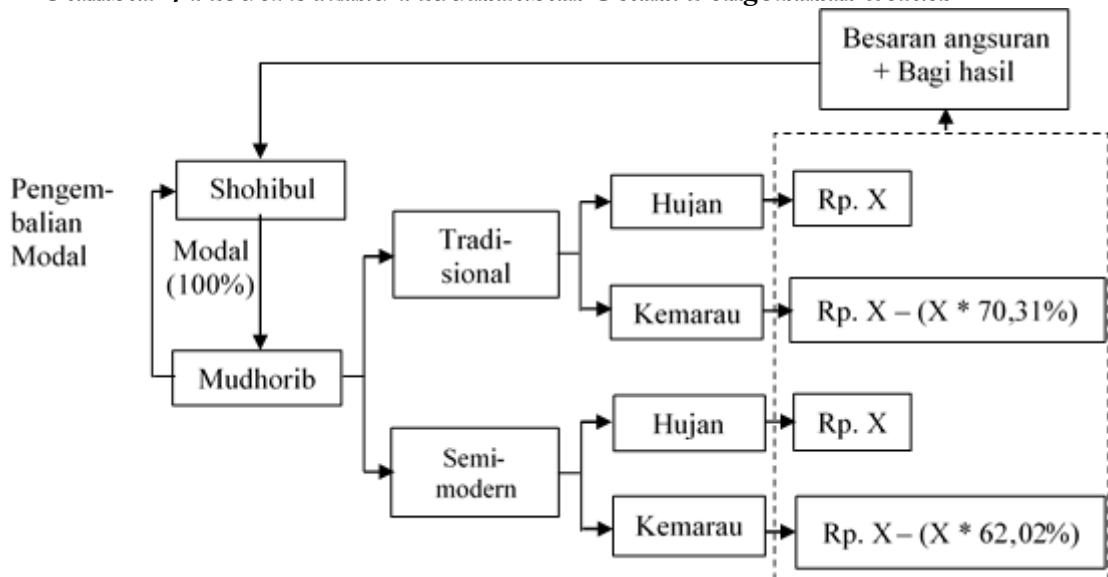 Besaran angsuran
+ Bagi hasil
Pengem-
balian
Modal
Shohibul
Modal
(100%)
Mudhorib
Tradi-
sional
Hujan
Rp. X
Kemarau
Rp. X – (X * 70,31%)
Semi-
modern
Hujan
Rp. X
Kemarau
Rp. X – (X * 62,02%)